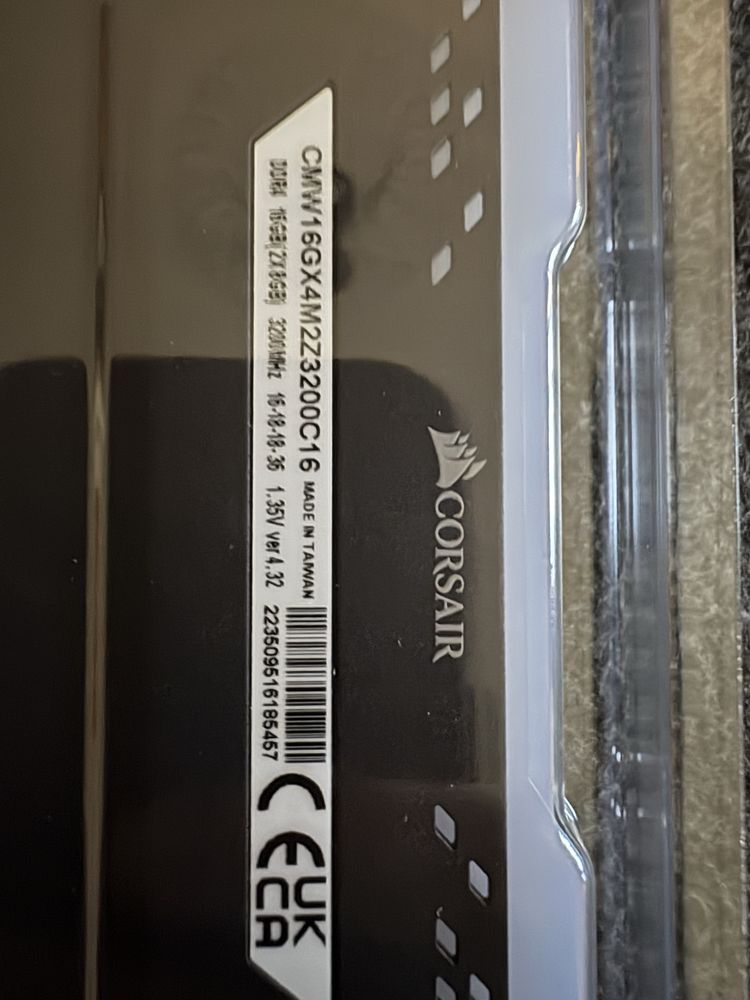 CMW16GX4M2Z3200C16 MADE IN TAIWAN
DDR4 16GB(2X8GB) 3200MHz 16-18-18-36 1.35V ver4.32
223509516185457
CE
UK
CA
CORSAIR